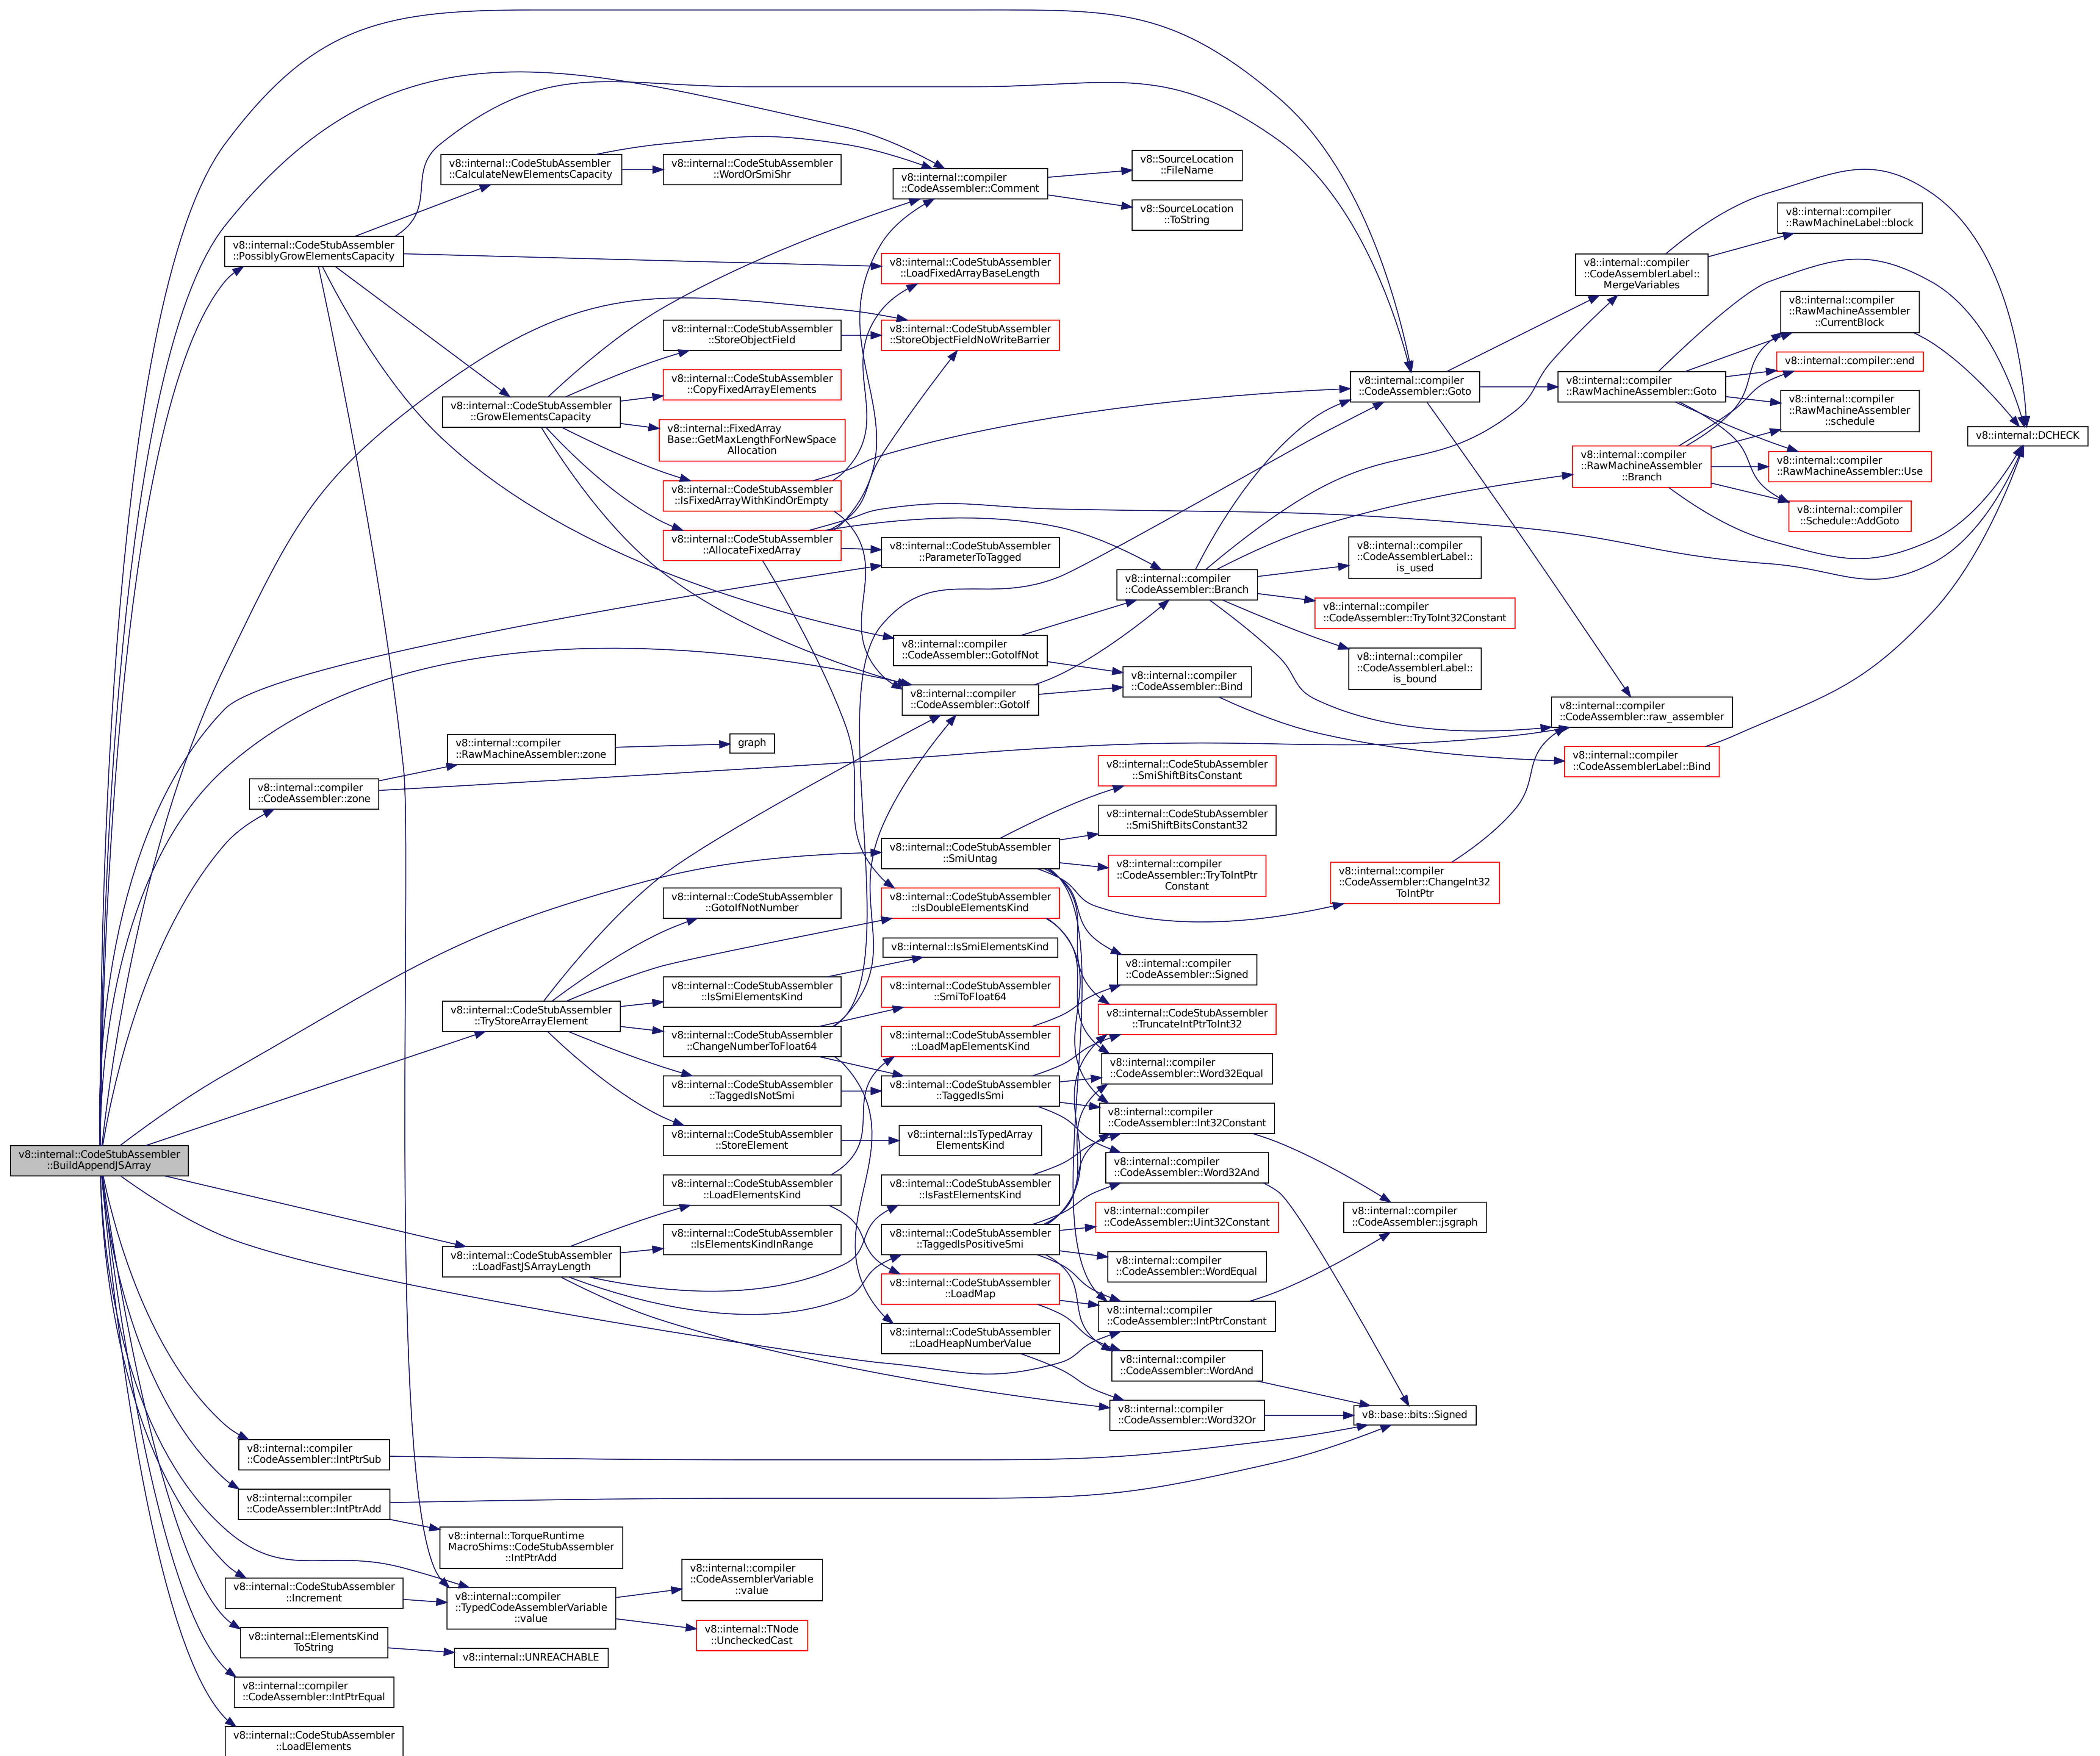 v8::internal::CodeStubAssembler
::BuildAppendJSArray
v8::internal::CodeStubAssembler
::PossiblyGrowElementsCapacity
v8::internal::compiler
::CodeAssembler::zone
v8::internal::compiler
::CodeAssembler::IntPtrSub
v8::internal::compiler
::CodeAssembler::IntPtrAdd
v8::internal::CodeStubAssembler
::Increment
v8::internal::ElementsKind
ToString
v8::internal::compiler
::CodeAssembler::IntPtrEqual
v8::internal::CodeStubAssembler
::LoadElements
v8::internal::CodeStubAssembler
::CalculateNewElementsCapacity
v8::internal::CodeStubAssembler
::GrowElementsCapacity
v8::internal::compiler
::RawMachineAssembler::zone
v8::internal::CodeStubAssembler
::TryStoreArrayElement
v8::internal::CodeStubAssembler
::LoadFastJSArrayLength
v8::internal::TorqueRuntime
MacroShims::CodeStubAssembler
::IntPtrAdd
v8::internal::compiler
::TypedCodeAssemblerVariable
::value
v8::internal::UNREACHABLE
v8::internal::CodeStubAssembler
::WordOrSmiShr
v8::internal::CodeStubAssembler
::StoreObjectField
v8::internal::CodeStubAssembler
::CopyFixedArrayElements
v8::internal::FixedArray
Base::GetMaxLengthForNewSpace
Allocation
v8::internal::CodeStubAssembler
::IsFixedArrayWithKindOrEmpty
v8::internal::CodeStubAssembler
::AllocateFixedArray
graph
v8::internal::CodeStubAssembler
::GotoIfNotNumber
v8::internal::CodeStubAssembler
::IsSmiElementsKind
v8::internal::CodeStubAssembler
::ChangeNumberToFloat64
v8::internal::CodeStubAssembler
::TaggedIsNotSmi
v8::internal::CodeStubAssembler
::StoreElement
v8::internal::CodeStubAssembler
::LoadElementsKind
v8::internal::CodeStubAssembler
::IsElementsKindInRange
v8::internal::compiler
::CodeAssemblerVariable
::value
v8::internal::TNode
::UncheckedCast
v8::internal::compiler
::CodeAssembler::Comment
v8::internal::CodeStubAssembler
::LoadFixedArrayBaseLength
v8::internal::CodeStubAssembler
::StoreObjectFieldNoWriteBarrier
v8::internal::CodeStubAssembler
::ParameterToTagged
v8::internal::compiler
::CodeAssembler::GotoIfNot
v8::internal::compiler
::CodeAssembler::GotoIf
v8::internal::CodeStubAssembler
::SmiUntag
v8::internal::CodeStubAssembler
::IsDoubleElementsKind
v8::internal::IsSmiElementsKind
v8::internal::CodeStubAssembler
::SmiToFloat64
v8::internal::CodeStubAssembler
::LoadMapElementsKind
v8::internal::CodeStubAssembler
::TaggedIsSmi
v8::internal::IsTypedArray
ElementsKind
v8::internal::CodeStubAssembler
::IsFastElementsKind
v8::internal::CodeStubAssembler
::TaggedIsPositiveSmi
v8::internal::CodeStubAssembler
::LoadMap
v8::internal::CodeStubAssembler
::LoadHeapNumberValue
v8::SourceLocation
::FileName
v8::SourceLocation
::ToString
v8::internal::compiler
::CodeAssembler::Branch
v8::internal::compiler
::CodeAssembler::Bind
v8::internal::CodeStubAssembler
::SmiShiftBitsConstant
v8::internal::CodeStubAssembler
::SmiShiftBitsConstant32
v8::internal::compiler
::CodeAssembler::TryToIntPtr
Constant
v8::internal::compiler
::CodeAssembler::Signed
v8::internal::CodeStubAssembler
::TruncateIntPtrToInt32
v8::internal::compiler
::CodeAssembler::Word32Equal
v8::internal::compiler
::CodeAssembler::Int32Constant
v8::internal::compiler
::CodeAssembler::Word32And
v8::internal::compiler
::CodeAssembler::Uint32Constant
v8::internal::compiler
::CodeAssembler::WordEqual
v8::internal::compiler
::CodeAssembler::IntPtrConstant
v8::internal::compiler
::CodeAssembler::WordAnd
v8::internal::compiler
::CodeAssembler::Word32Or
v8::internal::compiler
::CodeAssembler::Goto
v8::internal::compiler
::CodeAssemblerLabel::
is_used
v8::internal::compiler
::CodeAssembler::TryToInt32Constant
v8::internal::compiler
::CodeAssemblerLabel::
is_bound
v8::internal::compiler
::CodeAssembler::ChangeInt32
ToIntPtr
v8::internal::compiler
::CodeAssembler::jsgraph
v8::base::bits::Signed
v8::internal::compiler
::CodeAssemblerLabel::
MergeVariables
v8::internal::compiler
::RawMachineAssembler::Goto
v8::internal::compiler
::RawMachineAssembler
::Branch
v8::internal::compiler
::CodeAssembler::raw_assembler
v8::internal::compiler
::CodeAssemblerLabel::Bind
v8::internal::compiler
::RawMachineLabel::block
v8::internal::compiler
::RawMachineAssembler
::CurrentBlock
v8::internal::compiler::end
v8::internal::compiler
::RawMachineAssembler
::schedule
v8::internal::compiler
::RawMachineAssembler::Use
v8::internal::compiler
::Schedule::AddGoto
v8::internal::DCHECK